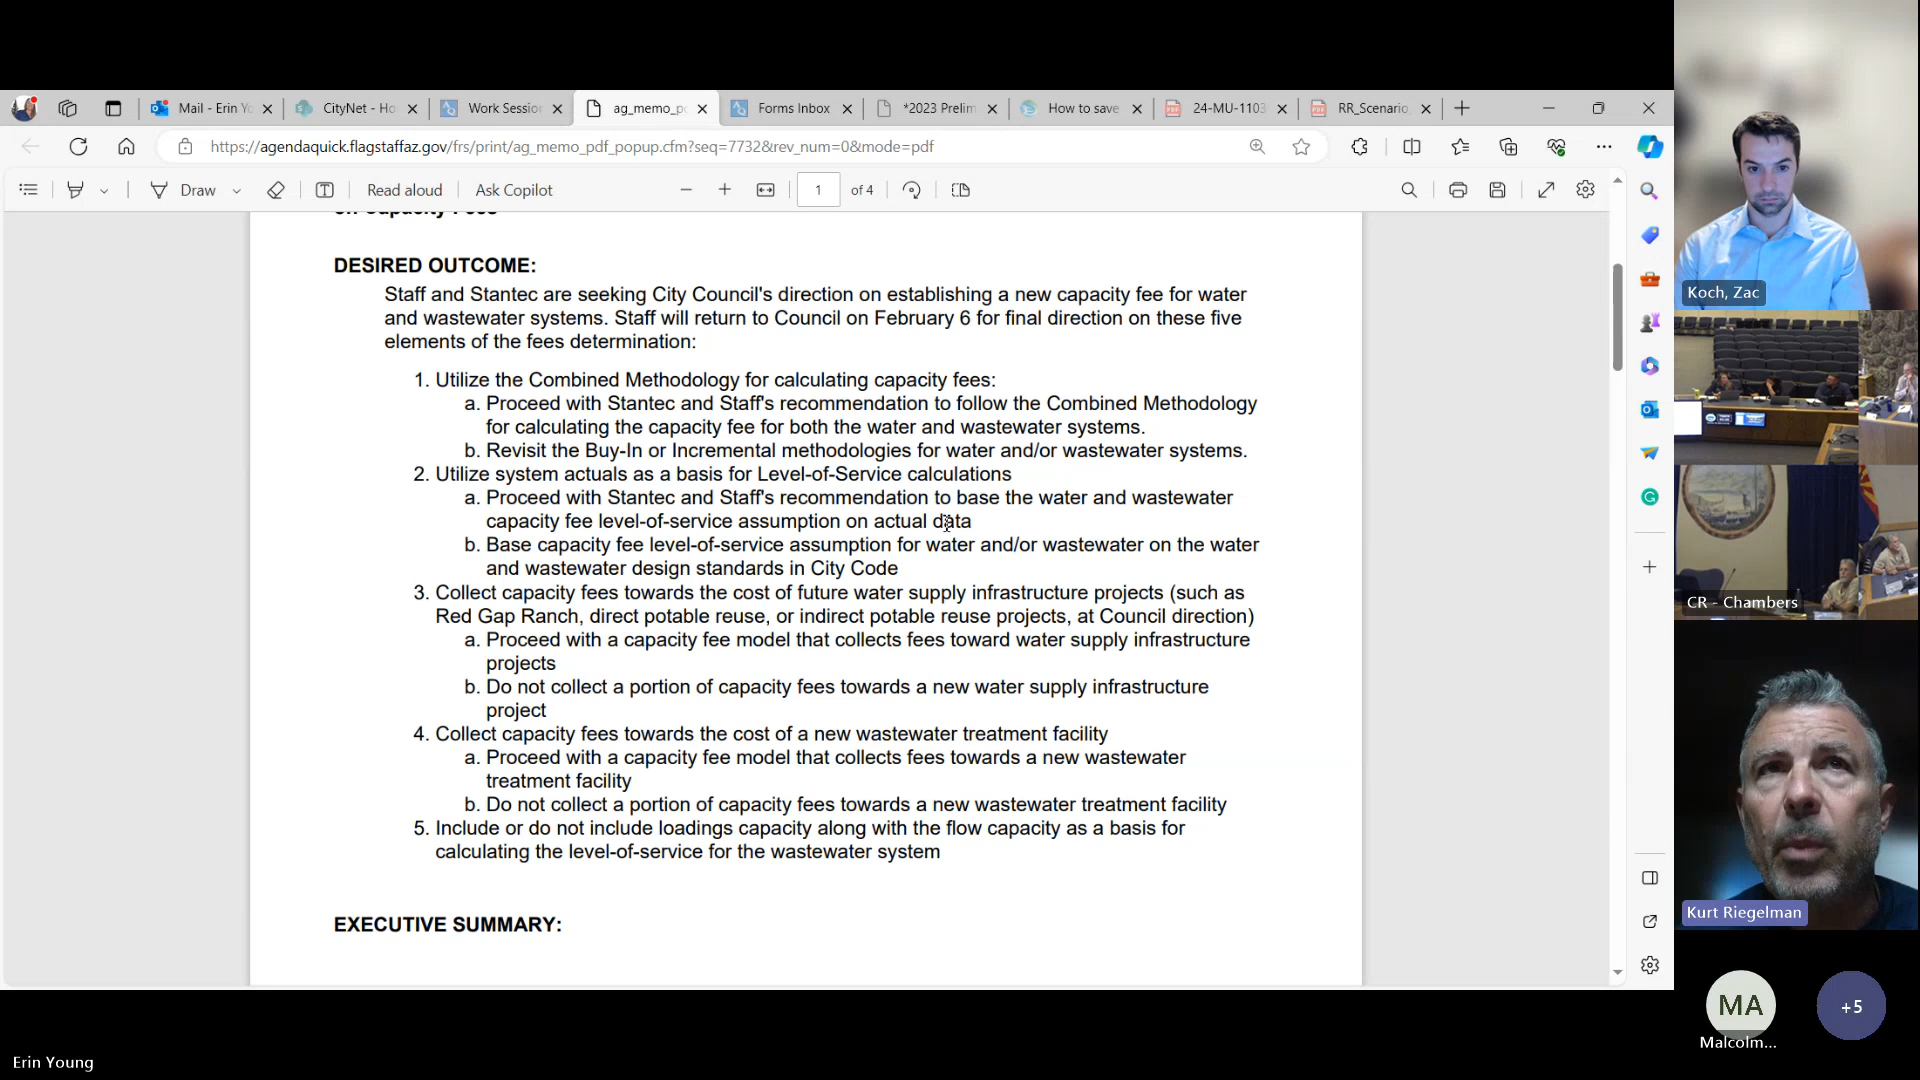 Mail - Erin Yo
CityNet - Ho
Work Session
ag_memo_po
Forms Inbox
*2023 Prelim
How to save
24-MU-1103
RR_Scenario
https://agendaquick.flagstaffaz.gov/frs/print/ag_memo_pdf_popup.cfm?seq=7732&rev_num=0&mode=pdf
Draw
Read aloud
Ask Copilot
1
of 4
on Capacity Fees
DESIRED OUTCOME:
Staff and Stantec are seeking City Council's direction on establishing a new capacity fee for water
and wastewater systems. Staff will return to Council on February 6 for final direction on these five
elements of the fees determination:
1. Utilize the Combined Methodology for calculating capacity fees:
a. Proceed with Stantec and Staff's recommendation to follow the Combined Methodology
for calculating the capacity fee for both the water and wastewater systems.
b. Revisit the Buy-In or Incremental methodologies for water and/or wastewater systems.
2. Utilize system actuals as a basis for Level-of-Service calculations
a. Proceed with Stantec and Staff's recommendation to base the water and wastewater
capacity fee level-of-service assumption on actual data
b. Base capacity fee level-of-service assumption for water and/or wastewater on the water
and wastewater design standards in City Code
3. Collect capacity fees towards the cost of future water supply infrastructure projects (such as
Red Gap Ranch, direct potable reuse, or indirect potable reuse projects, at Council direction)
a. Proceed with a capacity fee model that collects fees toward water supply infrastructure
projects
b. Do not collect a portion of capacity fees towards a new water supply infrastructure
project
4. Collect capacity fees towards the cost of a new wastewater treatment facility
a. Proceed with a capacity fee model that collects fees towards a new wastewater
treatment facility
b. Do not collect a portion of capacity fees towards a new wastewater treatment facility
5. Include or do not include loadings capacity along with the flow capacity as a basis for
calculating the level-of-service for the wastewater system
EXECUTIVE SUMMARY:
Koch, Zac
CR - Chambers
Kurt Riegelman
MA
+5
Malcolm...
Erin Young